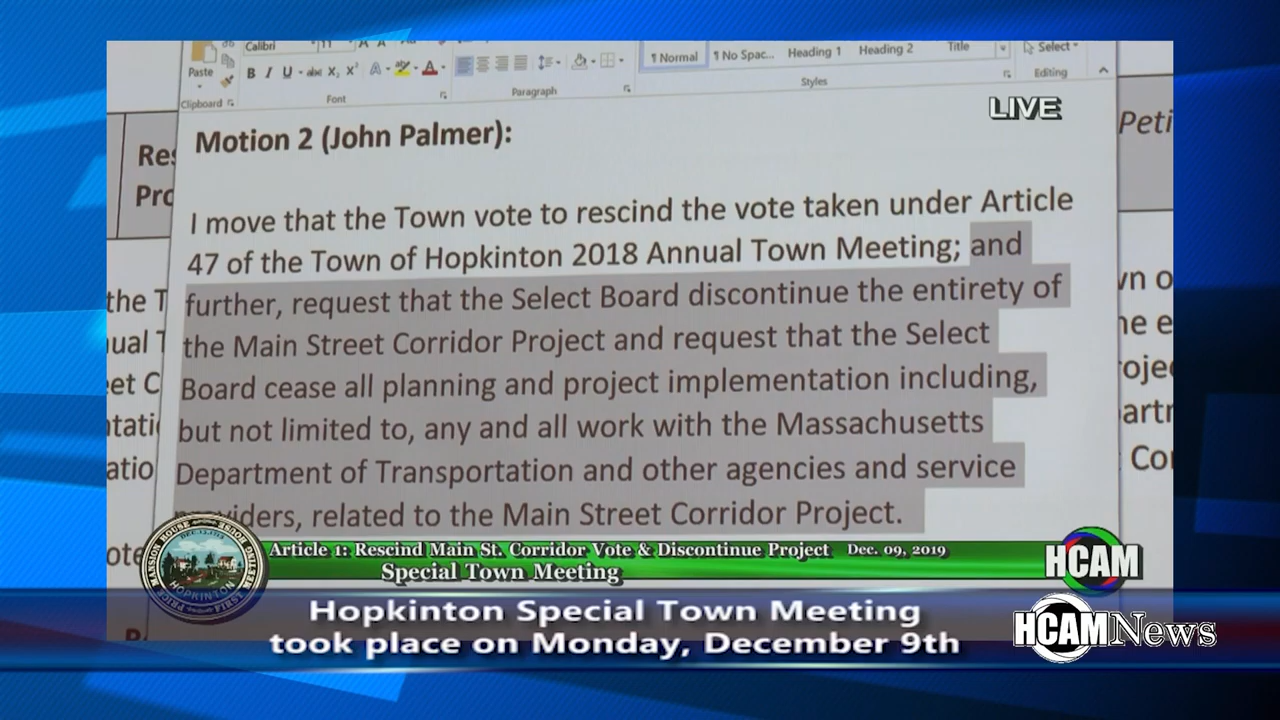 Calibri
11
Paste
B I U abc X₂ X²
¶ Normal
¶ No Spac...
Heading 1
Heading 2
Title
Select
Clipboard
Font
Paragraph
Styles
Editing
LIVE
Motion 2 (John Palmer):
I move that the Town vote to rescind the vote taken under Article
47 of the Town of Hopkinton 2018 Annual Town Meeting; and
further, request that the Select Board discontinue the entirety of
the Main Street Corridor Project and request that the Select
Board cease all planning and project implementation including,
but not limited to, any and all work with the Massachusetts
Department of Transportation and other agencies and service
providers, related to the Main Street Corridor Project.
Article 1: Rescind Main St. Corridor Vote & Discontinue Project Dec. 09, 2019
Special Town Meeting
HCAM
HOPKINTON
Hopkinton Special Town Meeting
took place on Monday, December 9th
HCAM News